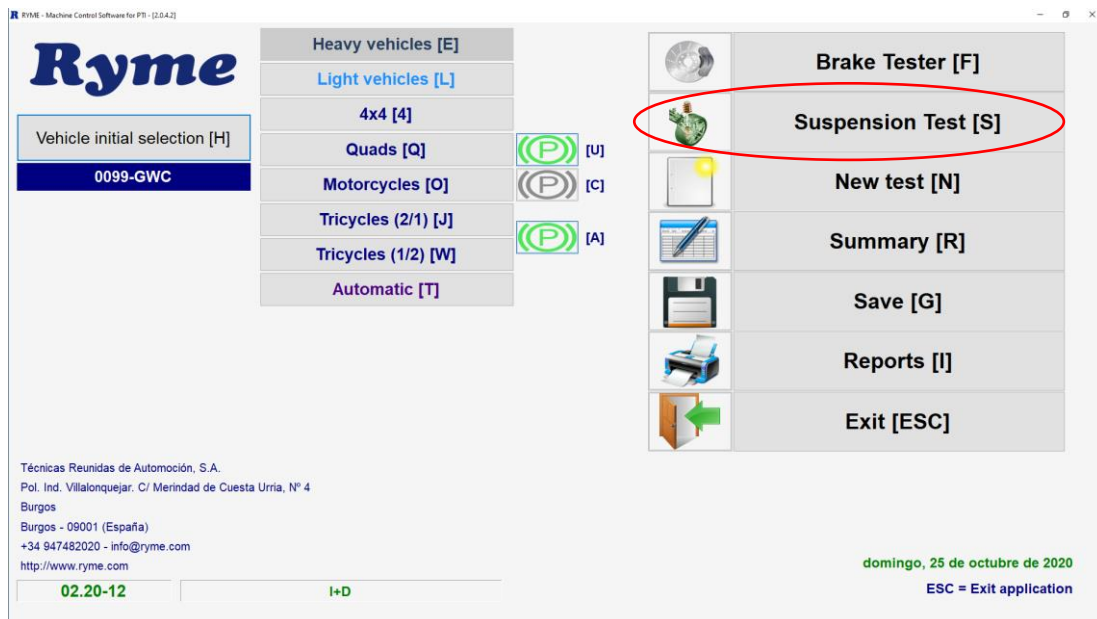 RYME - Machine Control Software for PTI - [2.0.4.2]
Ryme
Vehicle initial selection [H]
0099-GWC
Heavy vehicles [E]
Light vehicles [L]
4x4 [4]
Quads [Q]
Motorcycles [O]
Tricycles (2/1) [J]
Tricycles (1/2) [W]
Automatic [T]
(P) [U]
(P) [C]
(P) [A]
Brake Tester [F]
Suspension Test [S]
New test [N]
Summary [R]
Save [G]
Reports [I]
Exit [ESC]
Técnicas Reunidas de Automoción, S.A.
Pol. Ind. Villalonquejar. C/ Merindad de Cuesta Urria, Nº 4
Burgos
Burgos - 09001 (España)
+34 947482020 - info@ryme.com
http://www.ryme.com
02.20-12
I+D
domingo, 25 de octubre de 2020
ESC = Exit application